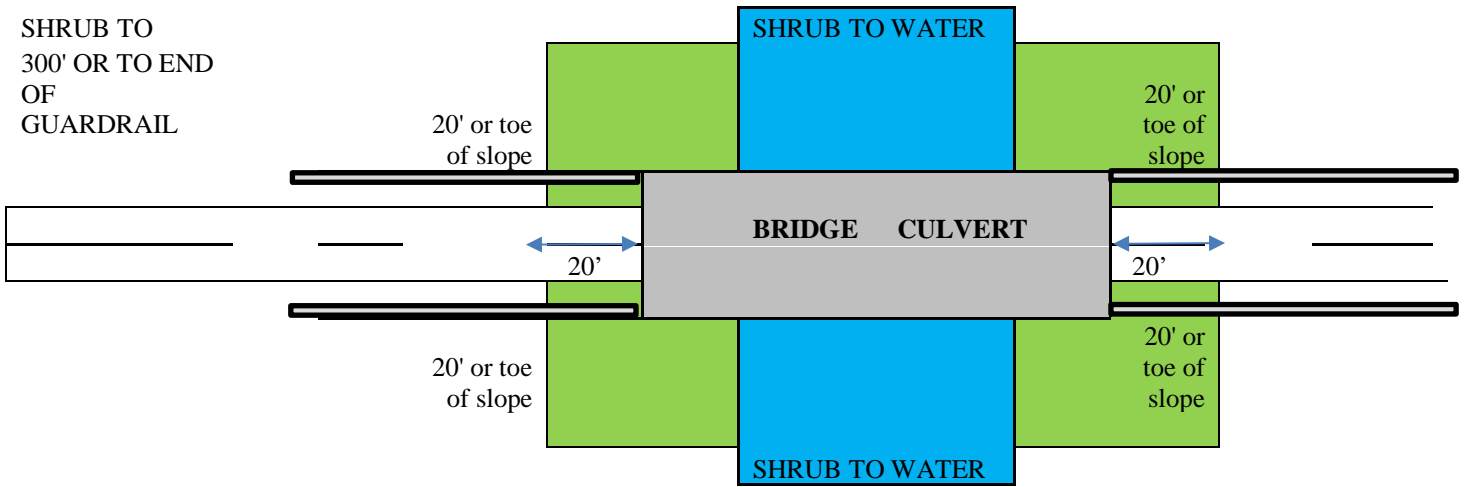 SHRUB TO
300' OR TO END
OF
GUARDRAIL
SHRUB TO WATER
20' or toe
of slope
20' or
toe of
slope
BRIDGE CULVERT
20’
20’
20' or toe
of slope
20' or
toe of
slope
SHRUB TO WATER